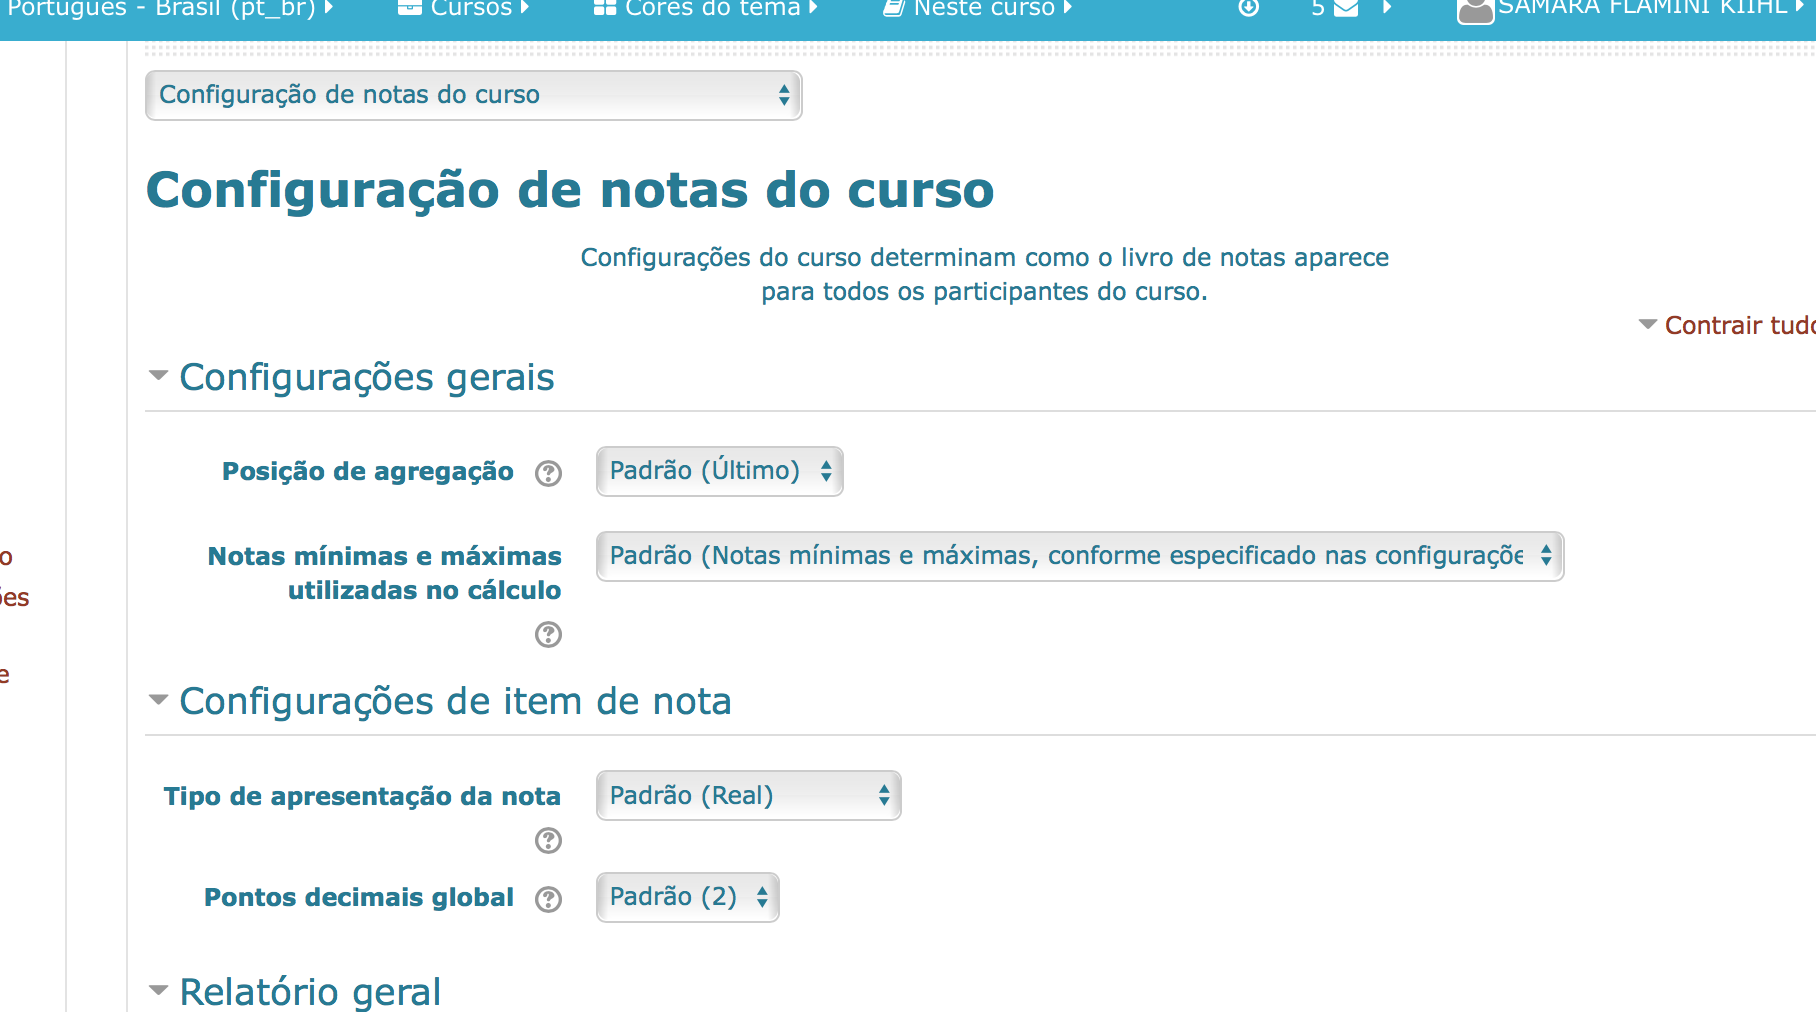 Português - Brasil (pt_br) Cursos Cores do tema Neste curso 5 SAMARA FLAMINI KIIHL
Configuração de notas do curso
Configuração de notas do curso
Configurações do curso determinam como o livro de notas aparece
para todos os participantes do curso.
Contrair tudo
Configurações gerais
Posição de agregação Padrão (Último)
Notas mínimas e máximas Padrão (Notas mínimas e máximas, conforme especificado nas configuraçõe
utilizadas no cálculo
o
ões
e
Configurações de item de nota
Tipo de apresentação da nota Padrão (Real)
Pontos decimais global Padrão (2)
Relatório geral